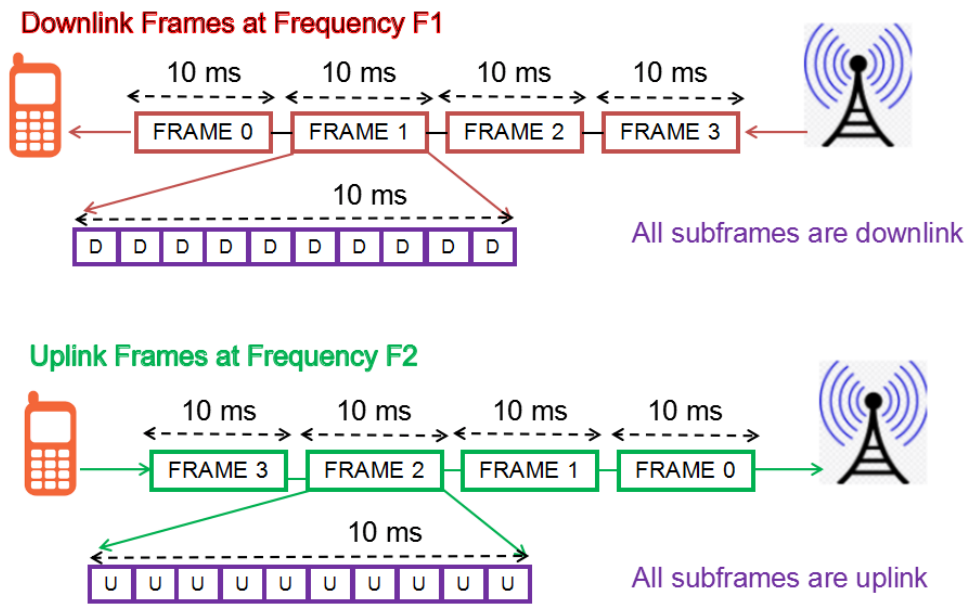 Downlink Frames at Frequency F1
10 ms 10 ms 10 ms 10 ms
FRAME 0 FRAME 1 FRAME 2 FRAME 3
10 ms
D D D D D D D D D D
All subframes are downlink
Uplink Frames at Frequency F2
10 ms 10 ms 10 ms 10 ms
FRAME 3 FRAME 2 FRAME 1 FRAME 0
10 ms
U U U U U U U U U U
All subframes are uplink